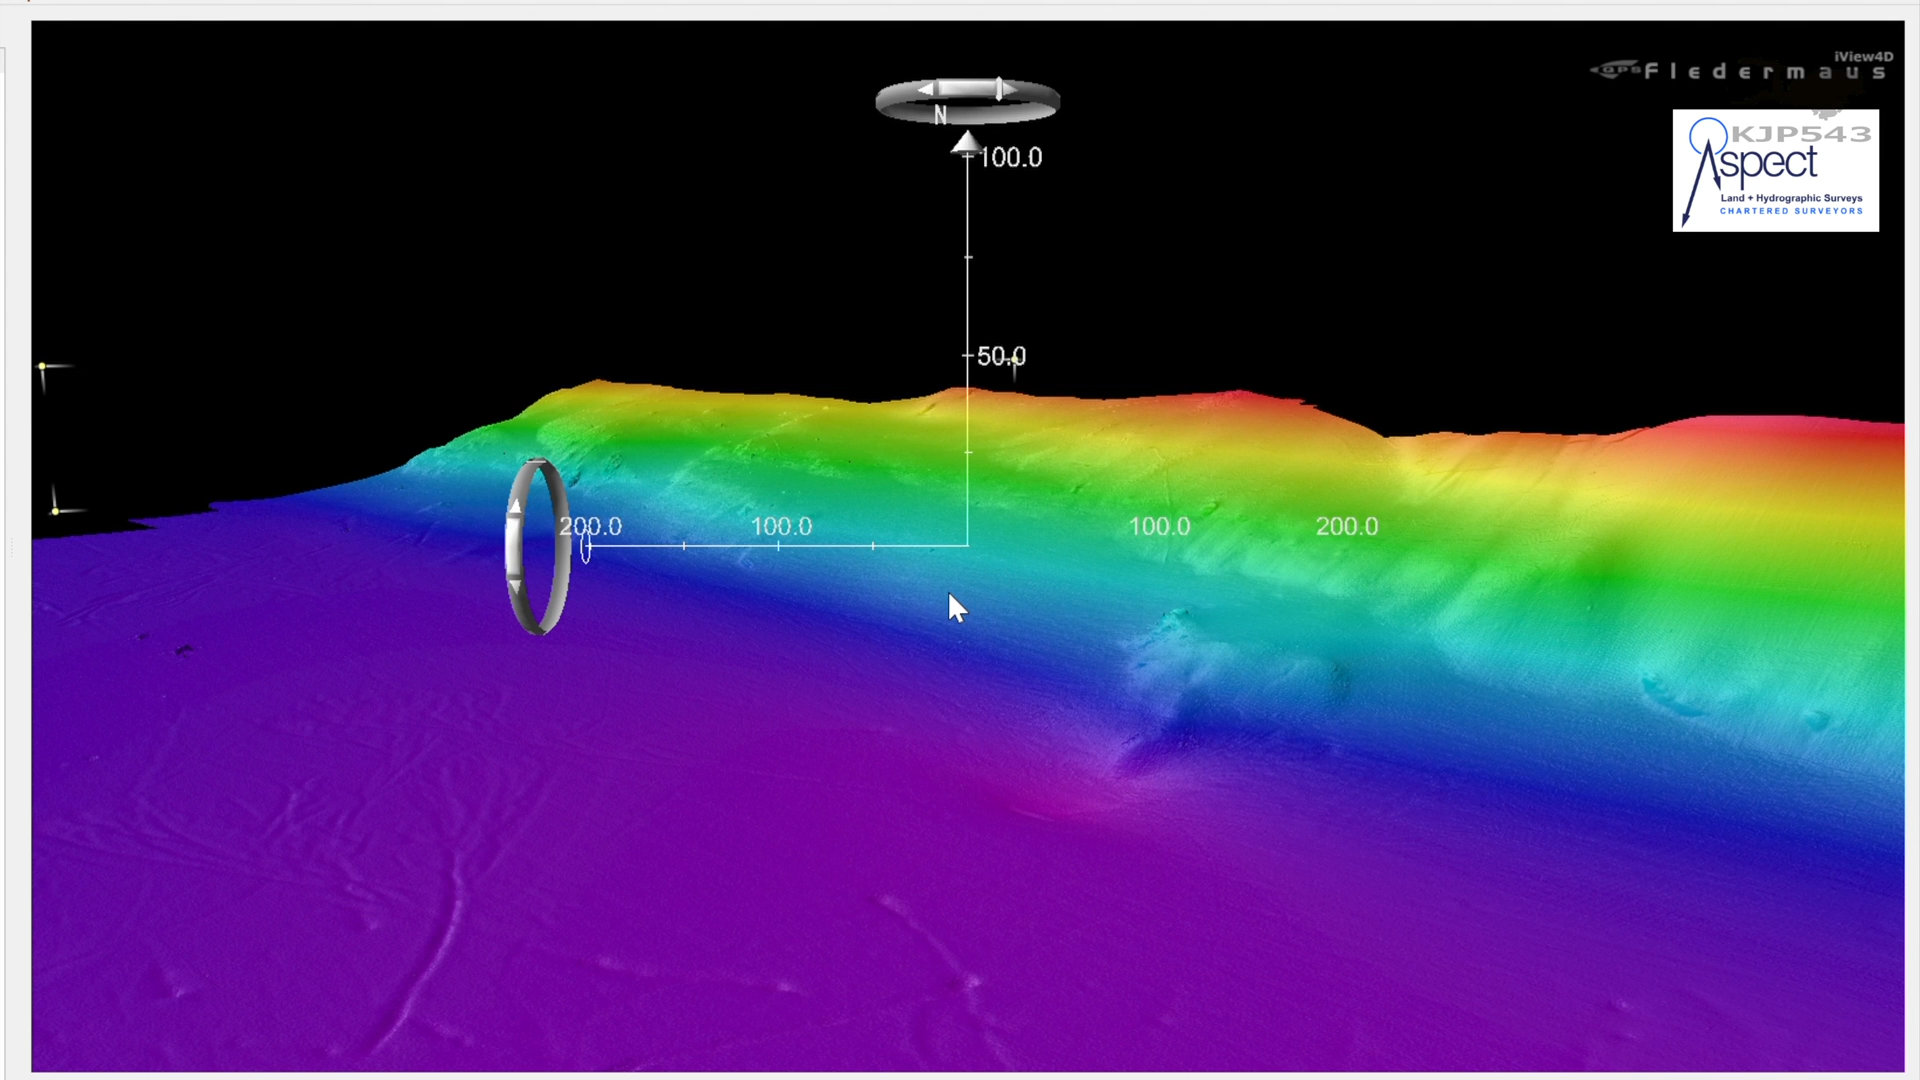 iView4D
QPS Fledermaus
KJP543
Aspect
Land + Hydrographic Surveys
CHARTERED SURVEYORS
N
100.0
50.0
200.0 100.0 100.0 200.0